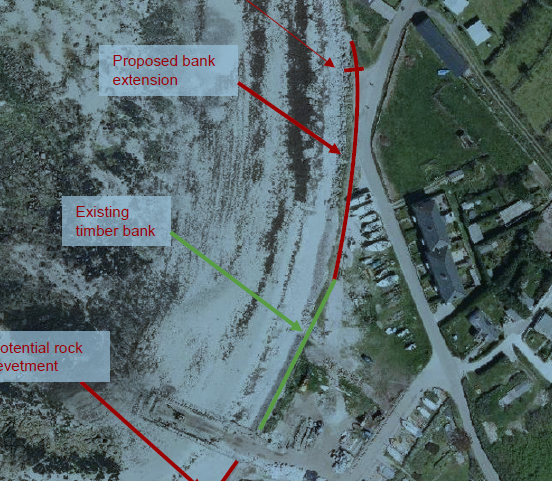 Proposed bank
extension
Existing
timber bank
otential rock
evetment